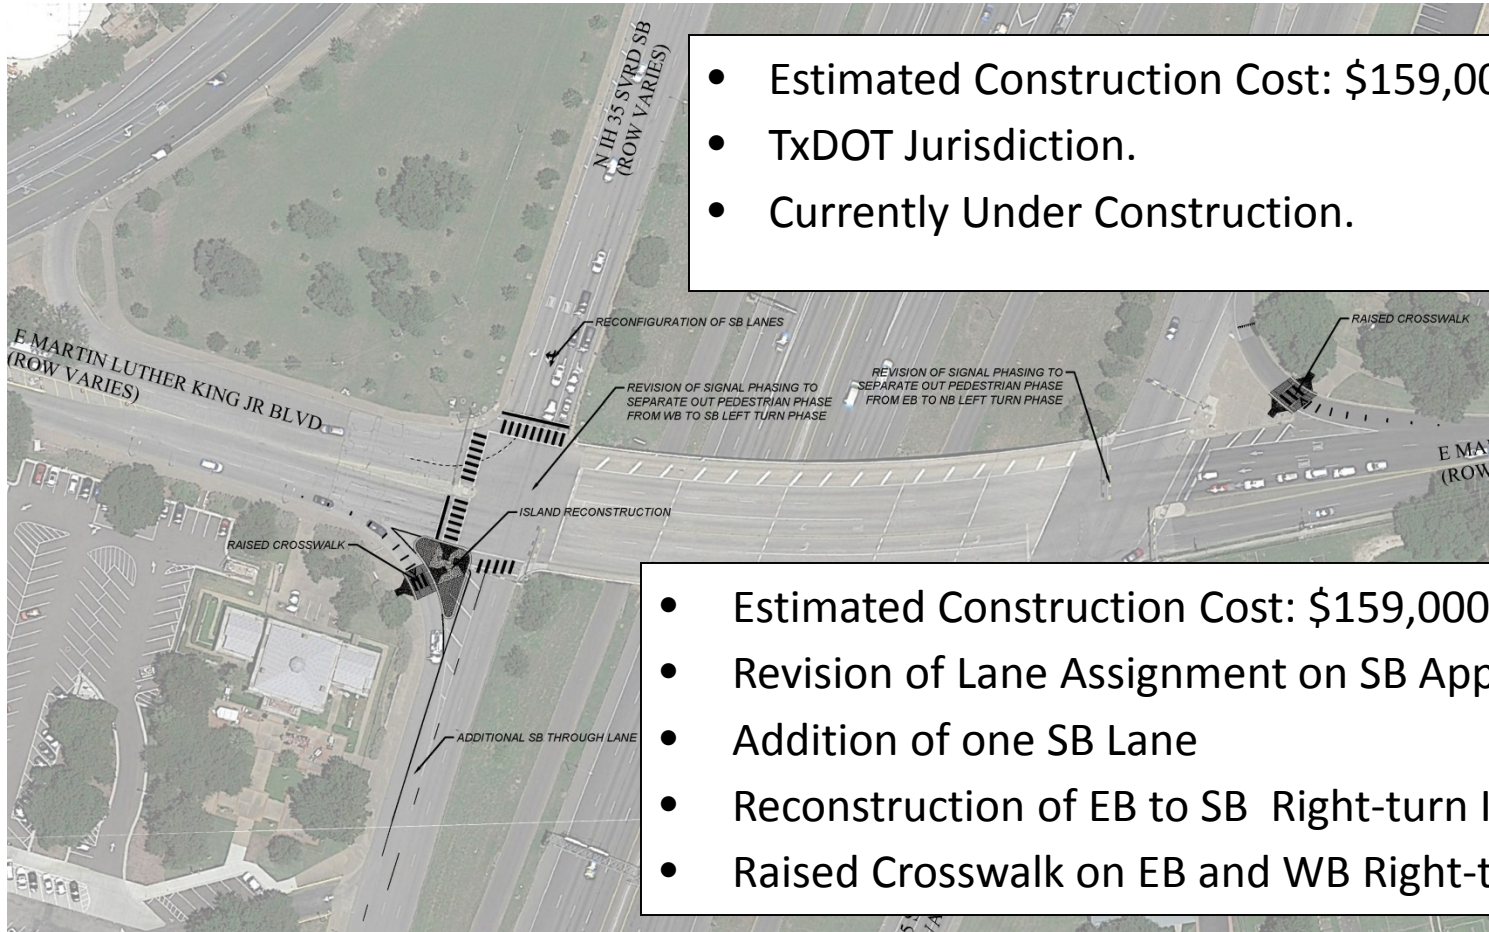 N IH 35 SVRD SB
(ROW VARIES)
• Estimated Construction Cost: $159,00
• TxDOT Jurisdiction.
• Currently Under Construction.
RECONFIGURATION OF SB LANES
RAISED CROSSWALK
E MARTIN LUTHER KING JR BLVD
(ROW VARIES)
REVISION OF SIGNAL PHASING TO
SEPARATE OUT PEDESTRIAN PHASE
FROM WB TO SB LEFT TURN PHASE
REVISION OF SIGNAL PHASING TO
SEPARATE OUT PEDESTRIAN PHASE
FROM EB TO NB LEFT TURN PHASE
E MA
(ROW
ISLAND RECONSTRUCTION
RAISED CROSSWALK
ADDITIONAL SB THROUGH LANE
• Estimated Construction Cost: $159,000
• Revision of Lane Assignment on SB App
• Addition of one SB Lane
• Reconstruction of EB to SB Right-turn I
• Raised Crosswalk on EB and WB Right-t